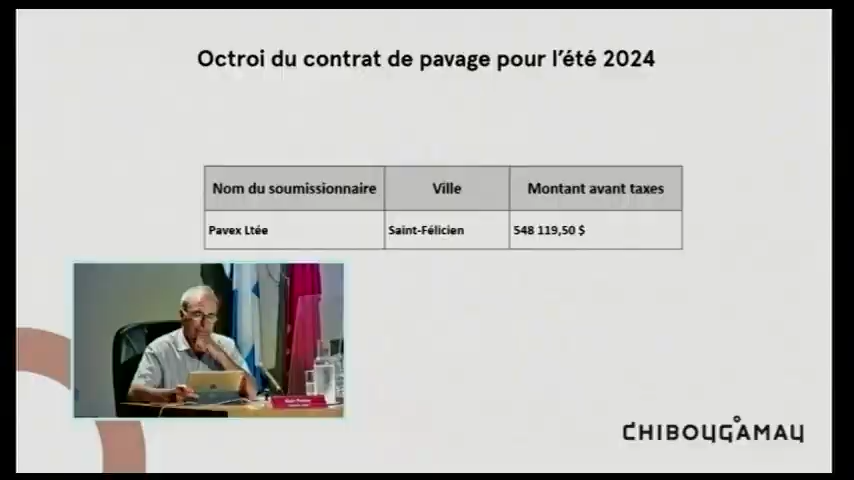 Octroi du contrat de pavage pour l'été 2024
Nom du soumissionnaire Ville Montant avant taxes
Pavex Ltée Saint-Félicien 548 119,50 $
CHIBOUGAMAU